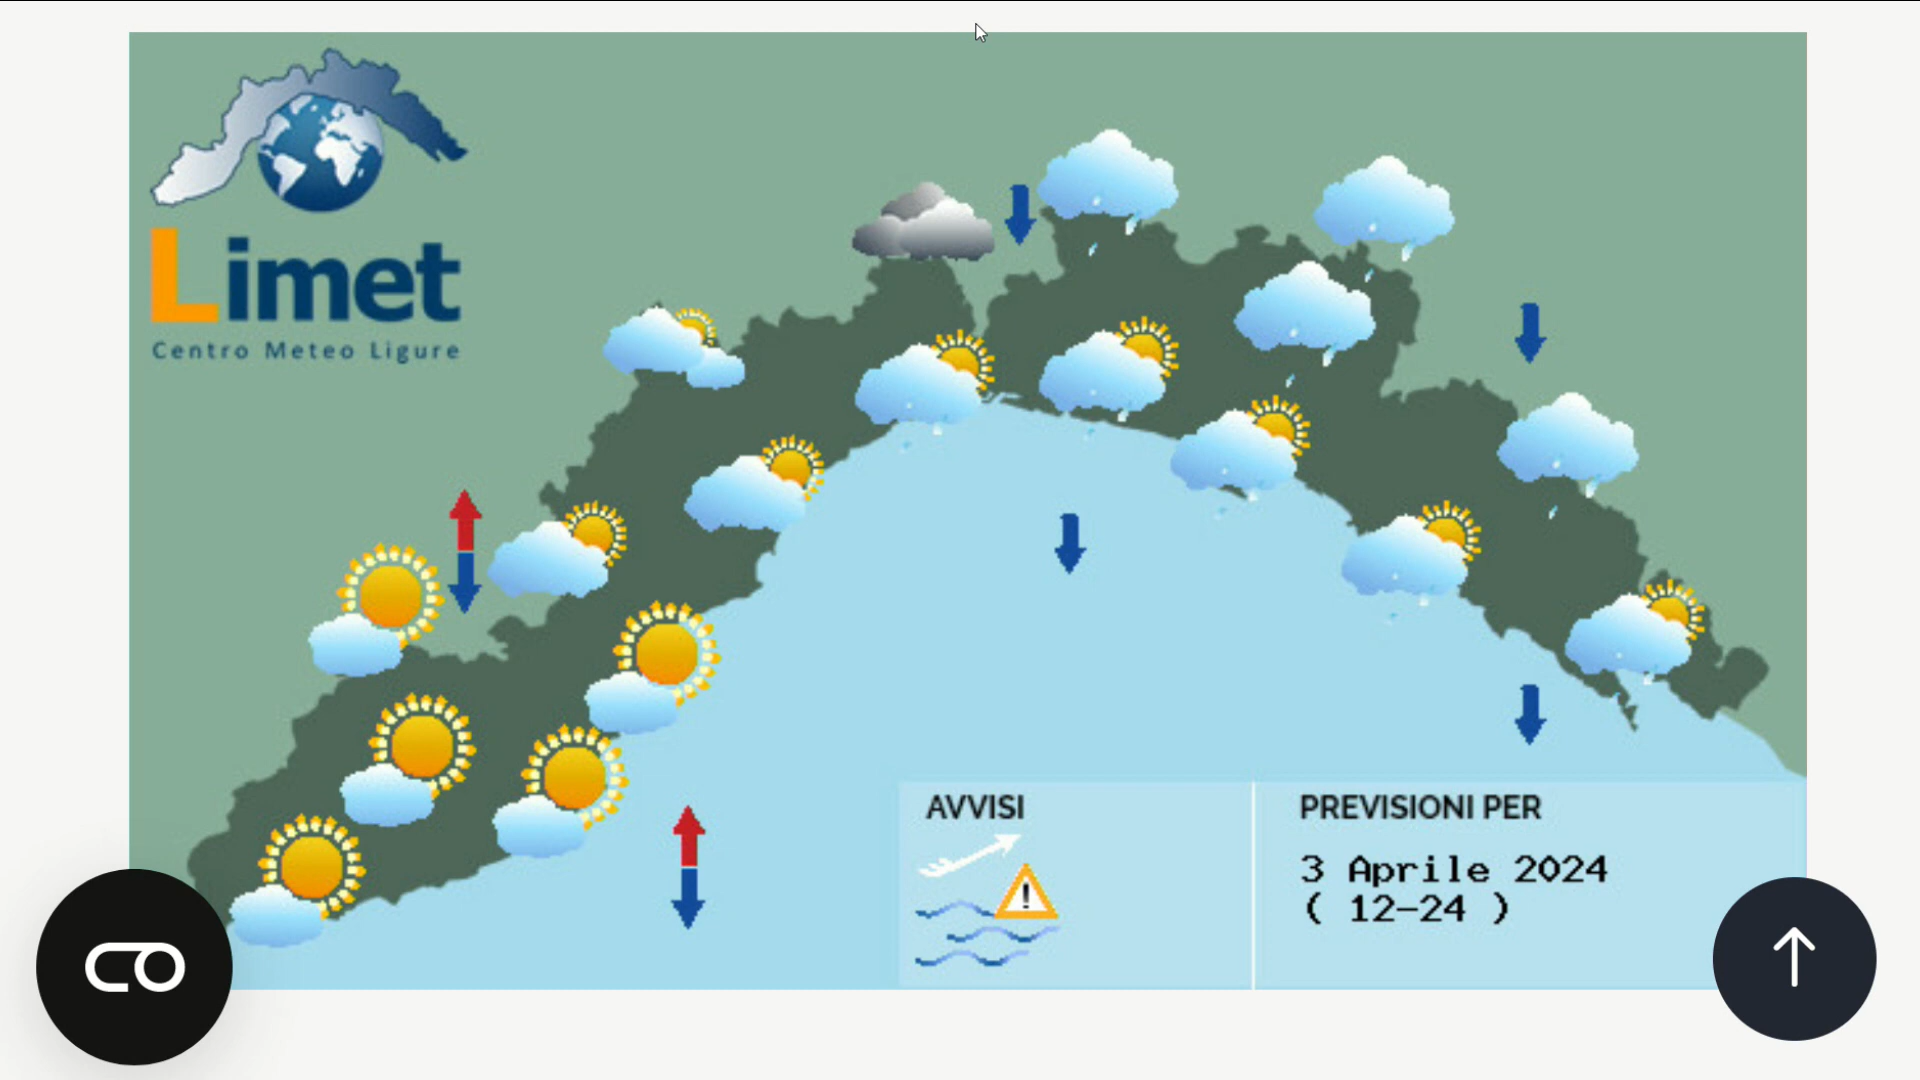 Limet
Centro Meteo Ligure
AVVISI
!
PREVISIONI PER
3 Aprile 2024
( 12-24 )